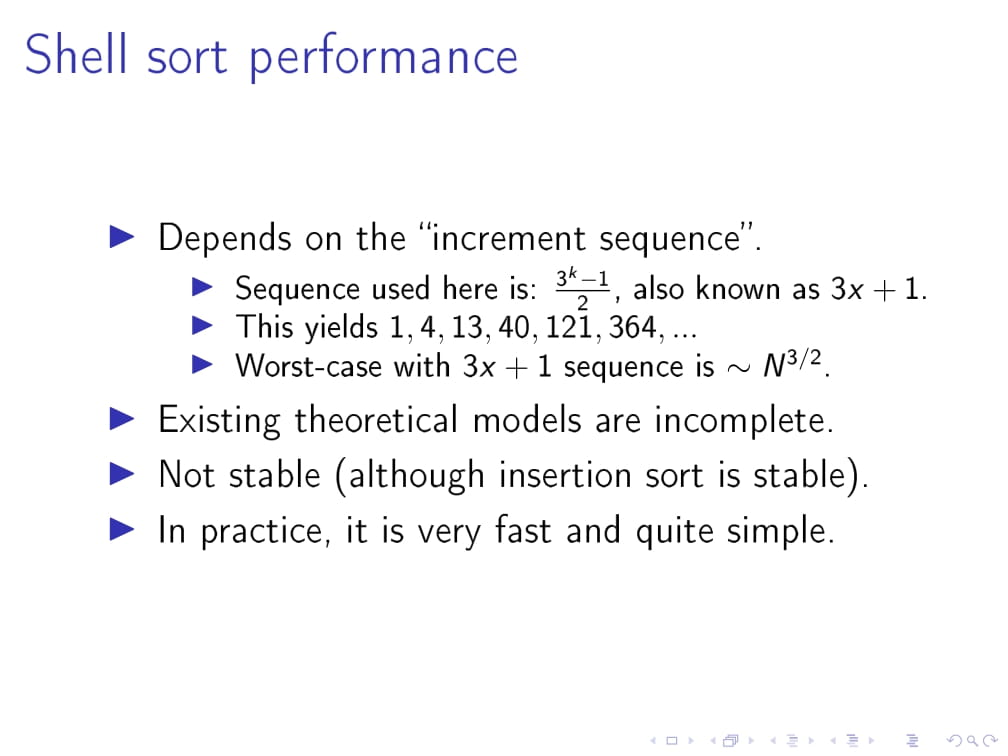 Shell sort performance
▶ Depends on the “increment sequence”.
▶ Sequence used here is: $\frac{3^k-1}{2}$, also known as $3x + 1$.
▶ This yields $1, 4, 13, 40, 121, 364, ...$
▶ Worst-case with $3x + 1$ sequence is $\sim N^{3/2}$.
▶ Existing theoretical models are incomplete.
▶ Not stable (although insertion sort is stable).
▶ In practice, it is very fast and quite simple.